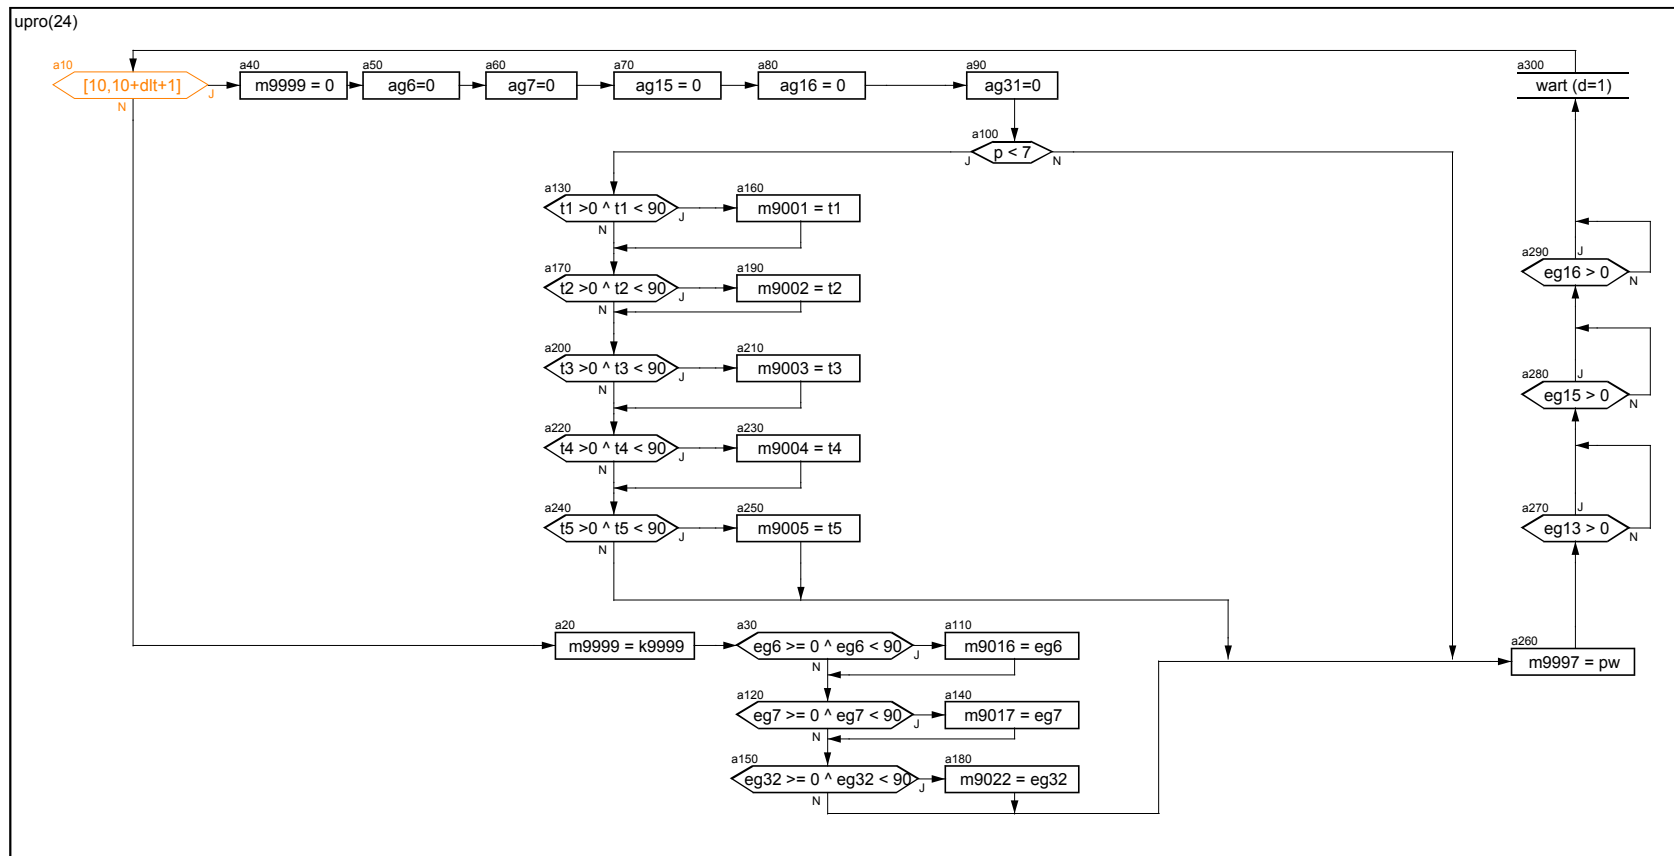 upro(24)
a10
[10,10+dlt+1]
J
N
a40
m9999 = 0
a50
ag6=0
a60
ag7=0
a70
ag15 = 0
a80
ag16 = 0
a90
ag31=0
a300
wart (d=1)
a100
p < 7
J
N
a130
t1 >0 ^ t1 < 90
J
N
a160
m9001 = t1
a170
t2 >0 ^ t2 < 90
J
N
a190
m9002 = t2
a290
eg16 > 0
J
N
a200
t3 >0 ^ t3 < 90
J
N
a210
m9003 = t3
a280
eg15 > 0
J
N
a220
t4 >0 ^ t4 < 90
J
N
a230
m9004 = t4
a240
t5 >0 ^ t5 < 90
J
N
a250
m9005 = t5
a270
eg13 > 0
J
N
a20
m9999 = k9999
a30
eg6 >= 0 ^ eg6 < 90
J
N
a110
m9016 = eg6
a260
m9997 = pw
a120
eg7 >= 0 ^ eg7 < 90
J
N
a140
m9017 = eg7
a150
eg32 >= 0 ^ eg32 < 90
J
N
a180
m9022 = eg32